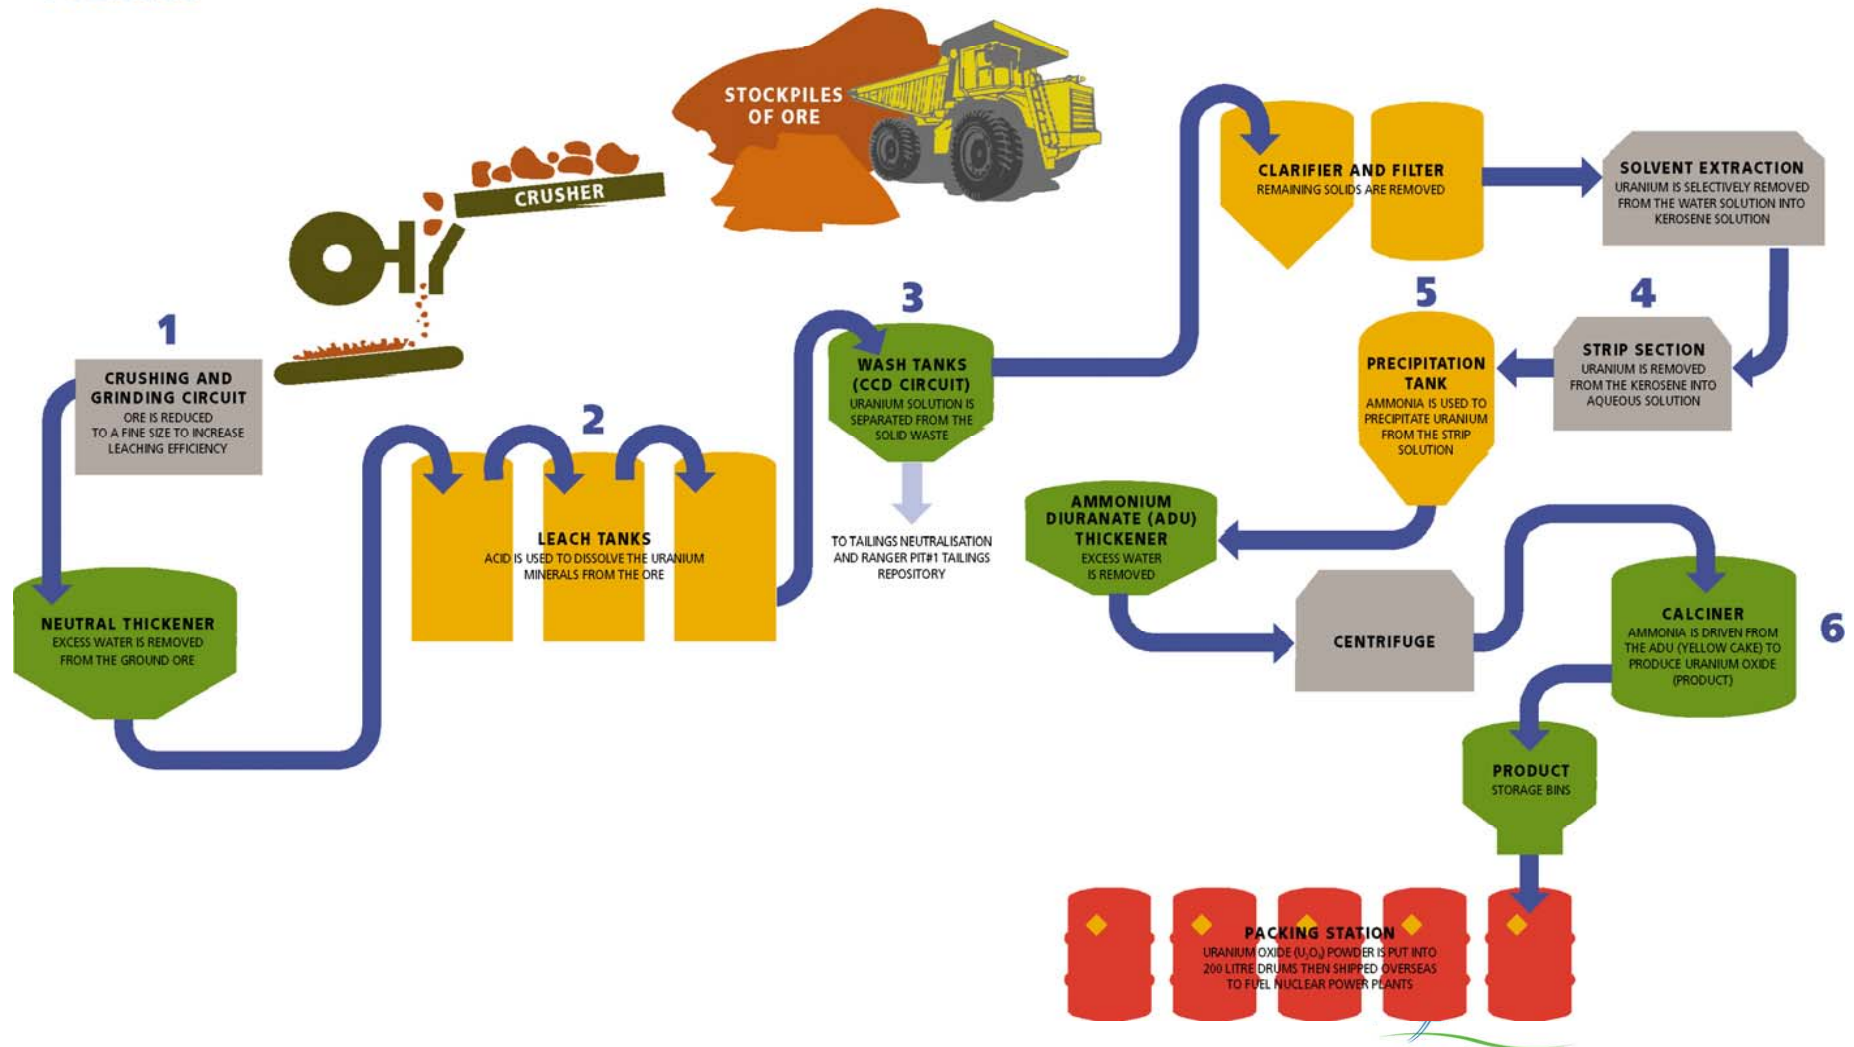 STOCKPILES
OF ORE
CRUSHER
1
CRUSHING AND
GRINDING CIRCUIT
ORE IS REDUCED
TO A FINE SIZE TO INCREASE
LEACHING EFFICIENCY
NEUTRAL THICKENER
EXCESS WATER IS REMOVED
FROM THE GROUND ORE
2
LEACH TANKS
ACID IS USED TO DISSOLVE THE URANIUM
MINERALS FROM THE ORE
3
WASH TANKS
(CCD CIRCUIT)
URANIUM SOLUTION IS
SEPARATED FROM THE
SOLID WASTE
TO TAILINGS NEUTRALISATION
AND RANGER PIT#1 TAILINGS
REPOSITORY
CLARIFIER AND FILTER
REMAINING SOLIDS ARE REMOVED
SOLVENT EXTRACTION
URANIUM IS SELECTIVELY REMOVED
FROM THE WATER SOLUTION INTO
KEROSENE SOLUTION
4
STRIP SECTION
URANIUM IS REMOVED
FROM THE KEROSENE INTO
AQUEOUS SOLUTION
5
PRECIPITATION
TANK
AMMONIA IS USED TO
PRECIPITATE URANIUM
FROM THE STRIP
SOLUTION
AMMONIUM
DIURANATE (ADU)
THICKENER
EXCESS WATER
IS REMOVED
CENTRIFUGE
6
CALCINER
AMMONIA IS DRIVEN FROM
THE ADU (YELLOW CAKE) TO
PRODUCE URANIUM OXIDE
(PRODUCT)
PRODUCT
STORAGE BINS
PACKING STATION
URANIUM OXIDE (U₃O₈) POWDER IS PUT INTO
200 LITRE DRUMS THEN SHIPPED OVERSEAS
TO FUEL NUCLEAR POWER PLANTS